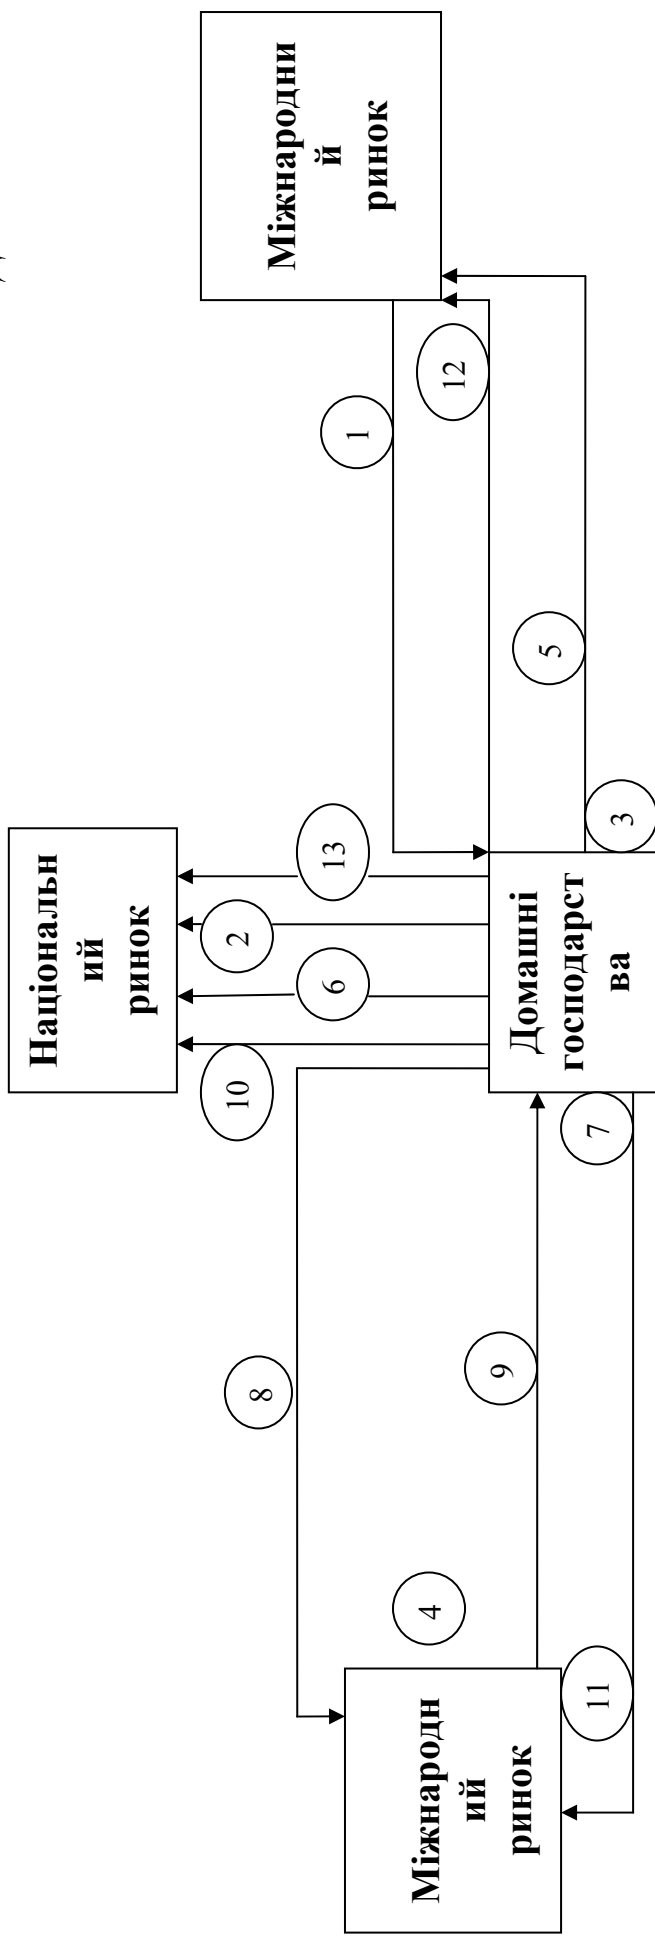 Міжнародн
ий
ринок
Національн
ий
ринок
Домашні
господарст
ва
Міжнародни
й
ринок
8
4
9
11
7
10
6
2
13
3
5
1
12